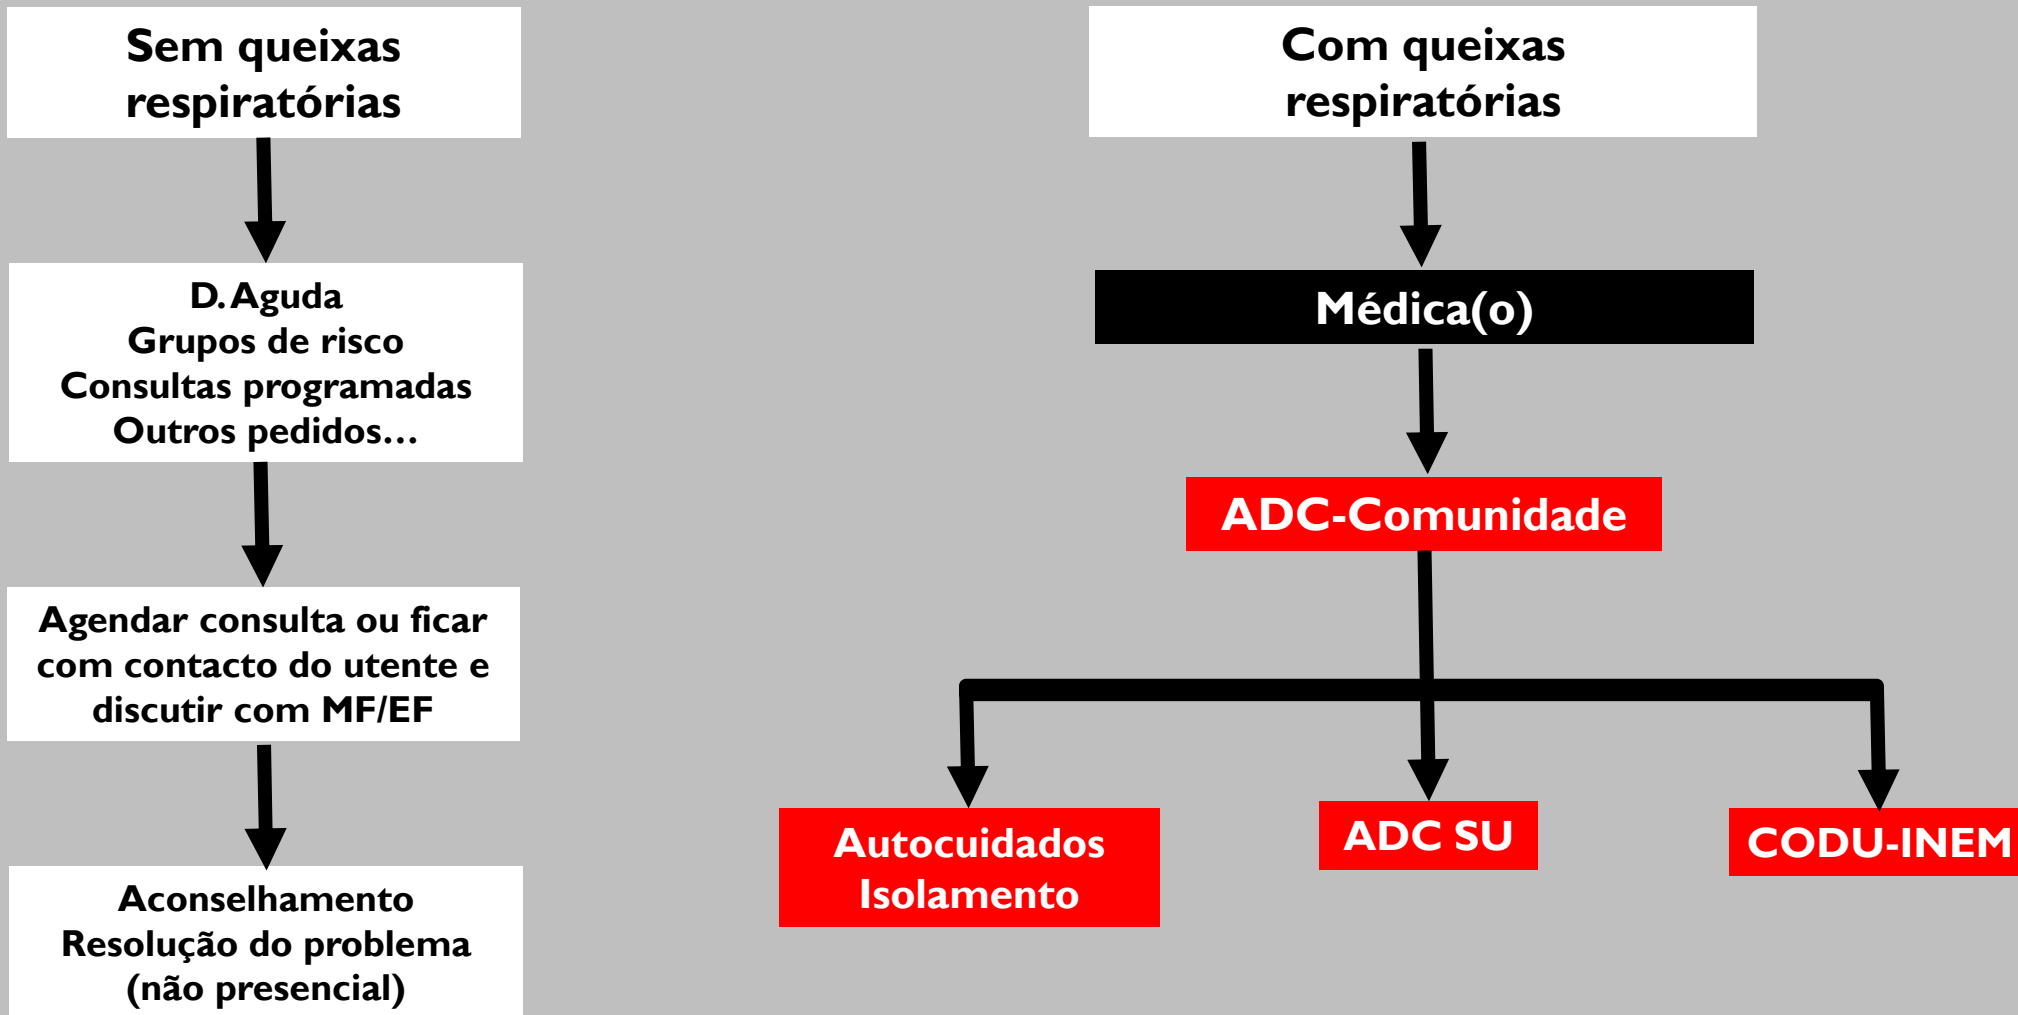 Sem queixas
respiratórias
D. Aguda
Grupos de risco
Consultas programadas
Outros pedidos...
Agendar consulta ou ficar
com contacto do utente e
discutir com MF/EF
Aconselhamento
Resolução do problema
(não presencial)
Com queixas
respiratórias
Médica(o)
ADC-Comunidade
Autocuidados
Isolamento
ADC SU
CODU-INEM